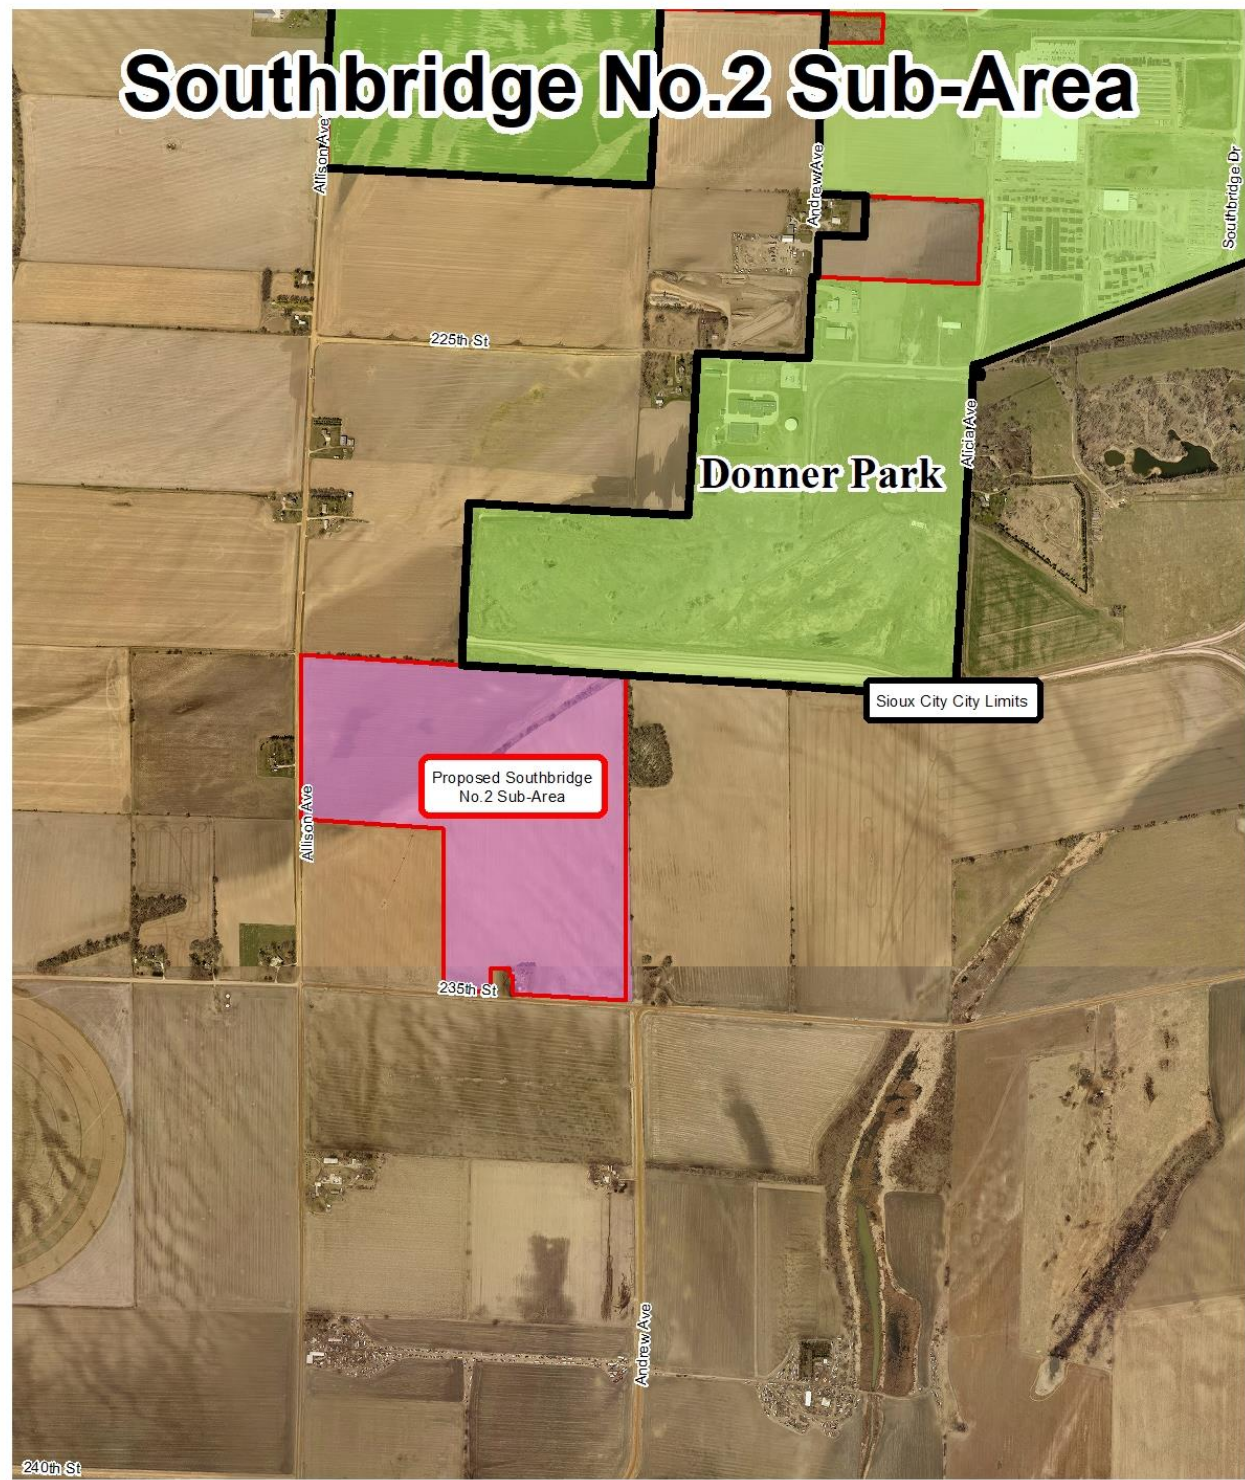 Southbridge No.2 Sub-Area
Allison Ave
Andrew Ave
Southbridge Dr
225th St
Alicia Ave
Donner Park
Sioux City City Limits
Proposed Southbridge
No.2 Sub-Area
Allison Ave
235th St
Andrew Ave
240th St